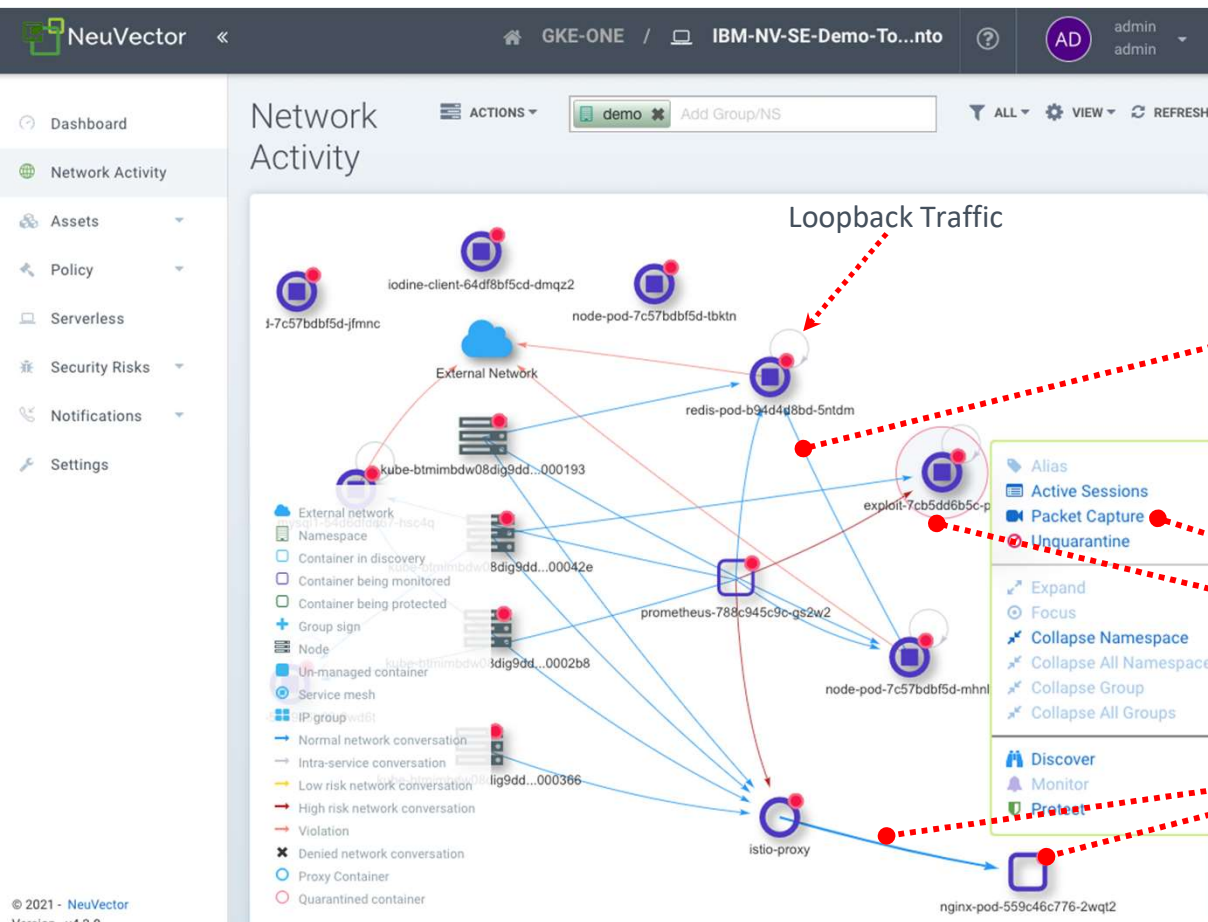 NeuVector «
GKE-ONE / IBM-NV-SE-Demo-To...nto
AD
admin
admin
Dashboard
Network Activity
Assets
Policy
Serverless
Security Risks
Notifications
Settings
© 2021 - NeuVector
Network Activity
ACTIONS
demo
Add Group/NS
ALL
VIEW
REFRESH
Loopback Traffic
iodine-client-64df8bf5cd-dmqz2
node-pod-7c57bdbf5d-tbktn
d-7c57bdbf5d-jfmnc
External Network
redis-pod-b94d4d8bd-5ntdm
kube-btmimbdw08dig9dd...000193
exploit-7cb5dd6b5c-p
8dig9dd...00042e
prometheus-788c945c9c-gs2w2
8dig9dd...0002b8
node-pod-7c57bdbf5d-mhnl
dig9dd...000366
istio-proxy
nginx-pod-559c46c776-2wqt2
External network
Namespace
Container in discovery
Container being monitored
Container being protected
Group sign
Node
Un-managed container
Service mesh
IP group
Normal network conversation
Intra-service conversation
Low risk network conversation
High risk network conversation
Violation
Denied network conversation
Proxy Container
Quarantined container
Alias
Active Sessions
Packet Capture
Unquarantine
Expand
Focus
Collapse Namespace
Collapse All Namespace
Collapse Group
Collapse All Groups
Discover
Monitor
Protect